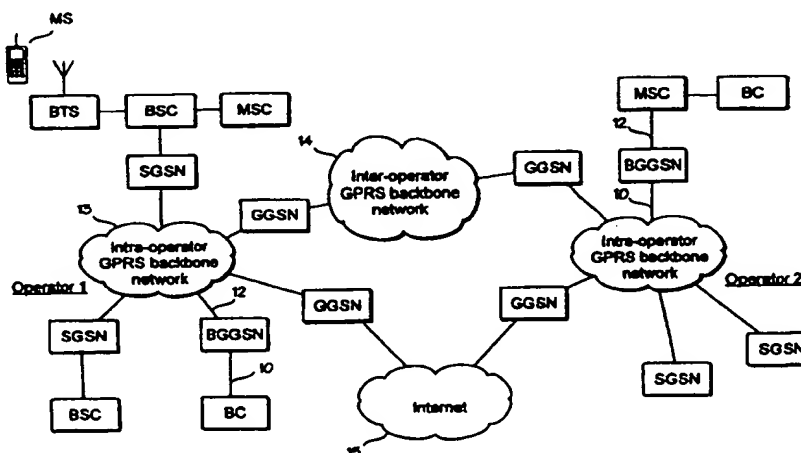 MS
BTS
BSC
MSC
MSC
BC
12
14
SGSN
GGSN
BGGSN
Inter-operator
GPRS backbone
network
10
13
GGSN
Intra-operator
GPRS backbone
network
Intra-operator
GPRS backbone
network
Operator 1
Operator 2
12
GGSN
GGSN
SGSN
BGGSN
SGSN
SGSN
10
BSC
BC
Internet
15